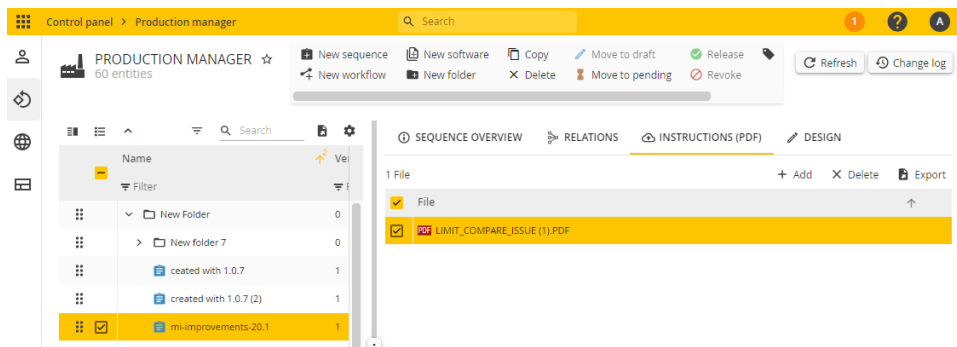 Control panel > Production manager
Search
1
?
A
PRODUCTION MANAGER
60 entities
New sequence
New software
Copy
Move to draft
Release
New workflow
New folder
Delete
Move to pending
Revoke
Refresh
Change log
Search
SEQUENCE OVERVIEW
RELATIONS
INSTRUCTIONS (PDF)
DESIGN
Name
2
Ver
Filter
F
1 File
Add
Delete
Export
File
New Folder
0
PDF LIMIT_COMPARE_ISSUE (1).PDF
New folder 7
0
ceated with 1.0.7
1
created with 1.0.7 (2)
1
mi-improvements-20.1
1